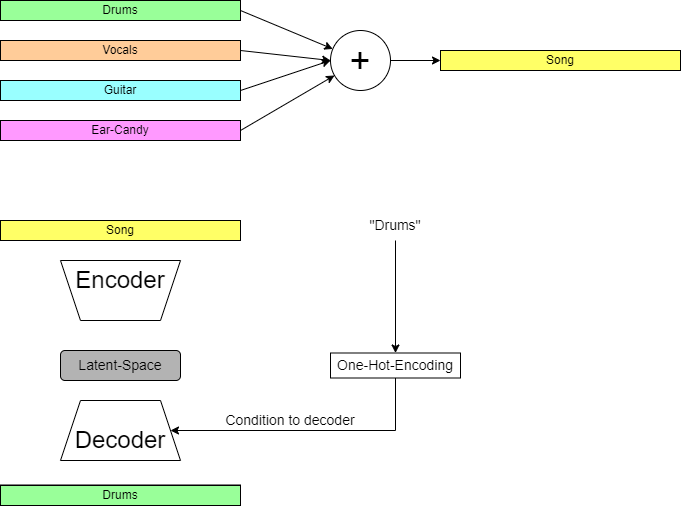 Drums
Vocals
Guitar
Ear-Candy
+
Song
Song
"Drums"
Encoder
Latent-Space
One-Hot-Encoding
Condition to decoder
Decoder
Drums